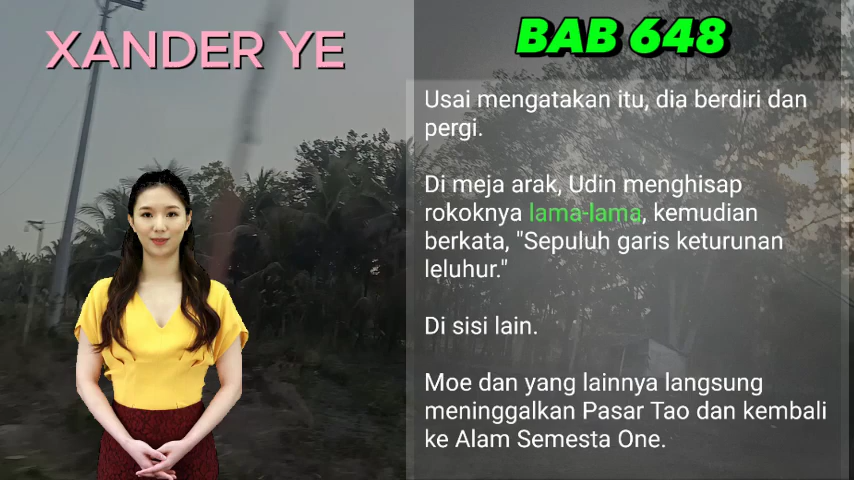 XANDER YE
BAB 648
Usai mengatakan itu, dia berdiri dan
pergi.
Di meja arak, Udin menghisap
rokoknya lama-lama, kemudian
berkata, "Sepuluh garis keturunan
leluhur."
Di sisi lain.
Moe dan yang lainnya langsung
meninggalkan Pasar Tao dan kembali
ke Alam Semesta One.